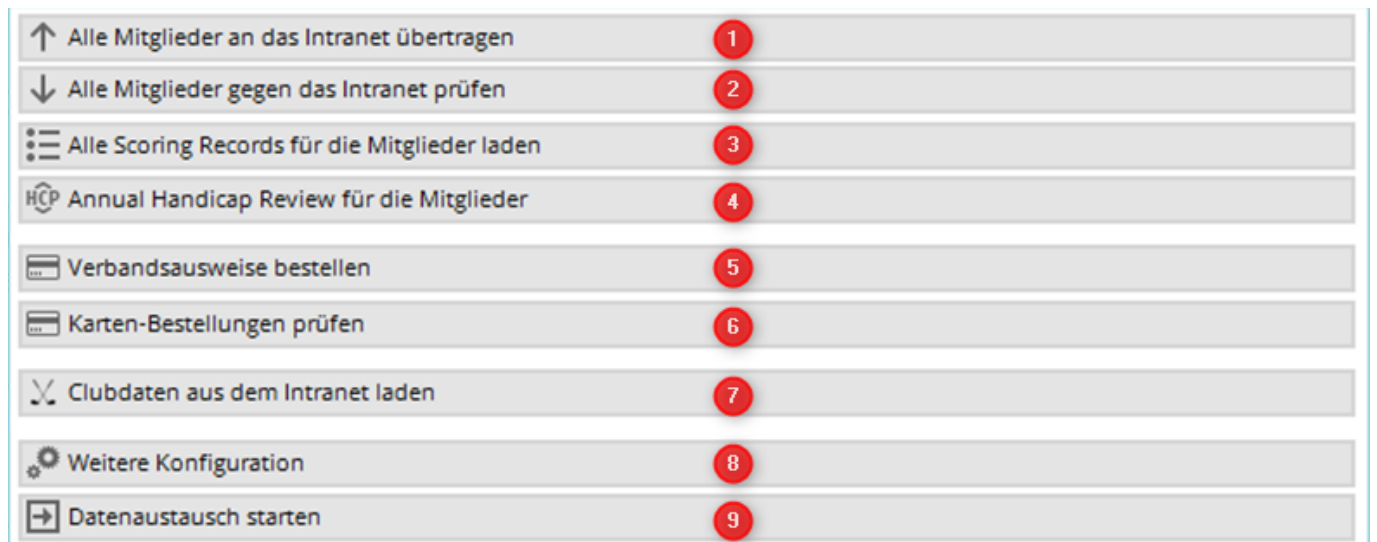 Alle Mitglieder an das Intranet übertragen 1
Alle Mitglieder gegen das Intranet prüfen 2
Alle Scoring Records für die Mitglieder laden 3
HCP Annual Handicap Review für die Mitglieder 4
Verbandsausweise bestellen 5
Karten-Bestellungen prüfen 6
Clubdaten aus dem Intranet laden 7
Weitere Konfiguration 8
Datenaustausch starten 9